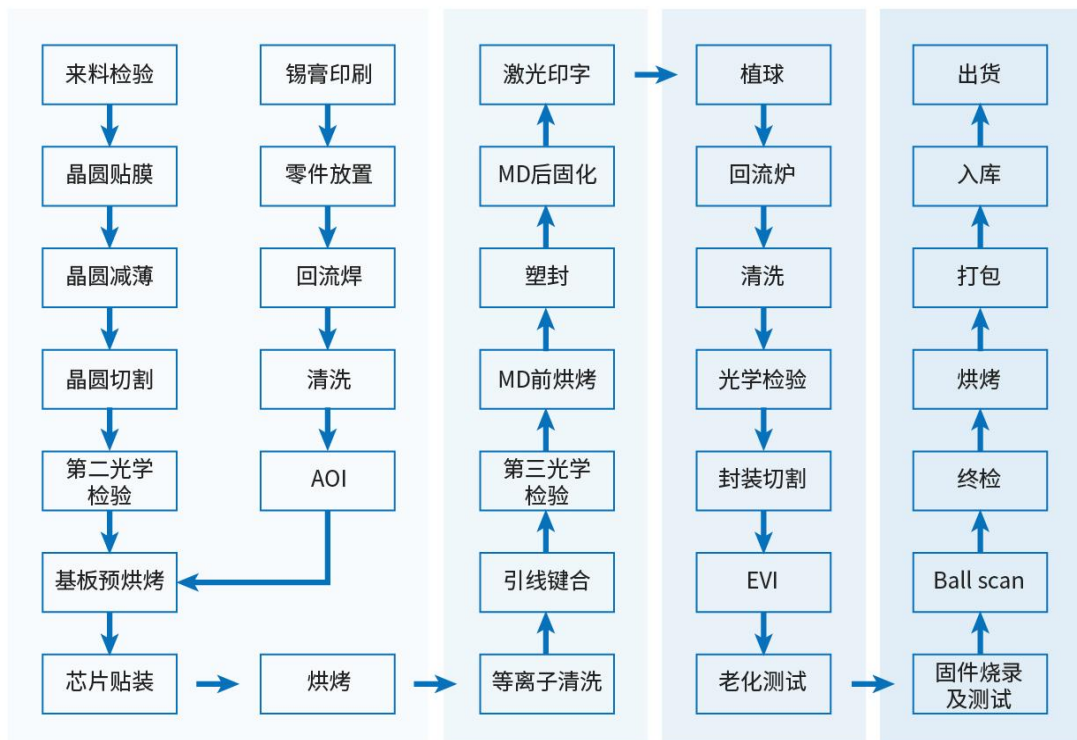 来料检验
晶圆贴膜
晶圆减薄
晶圆切割
第二光学
检验
基板预烘烤
芯片贴装
锡膏印刷
零件放置
回流焊
清洗
AOI
烘烤
激光印字
MD后固化
塑封
MD前烘烤
第三光学
检验
引线键合
等离子清洗
植球
回流炉
清洗
光学检验
封装切割
EVI
老化测试
出货
入库
打包
烘烤
终检
Ball scan
固件烧录
及测试